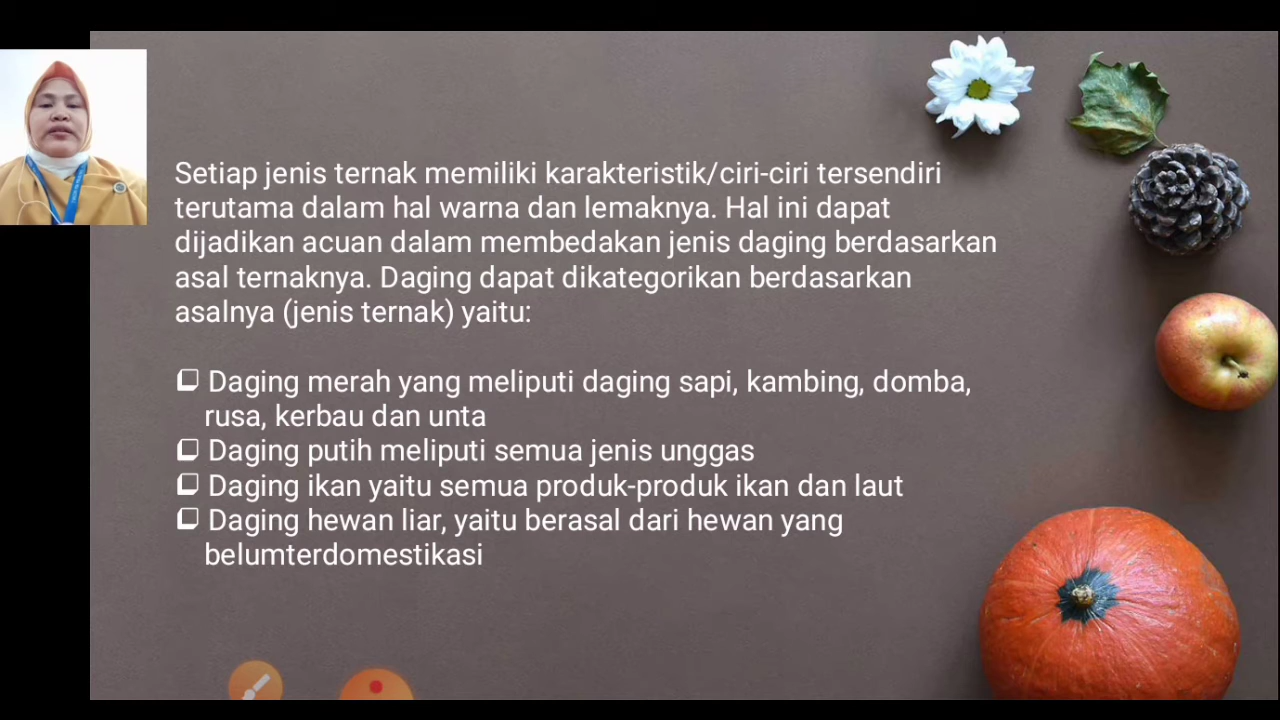 Setiap jenis ternak memiliki karakteristik/ciri-ciri tersendiri
terutama dalam hal warna dan lemaknya. Hal ini dapat
dijadikan acuan dalam membedakan jenis daging berdasarkan
asal ternaknya. Daging dapat dikategorikan berdasarkan
asalnya (jenis ternak) yaitu:
❑ Daging merah yang meliputi daging sapi, kambing, domba,
rusa, kerbau dan unta
❑ Daging putih meliputi semua jenis unggas
❑ Daging ikan yaitu semua produk-produk ikan dan laut
❑ Daging hewan liar, yaitu berasal dari hewan yang
belumterdomestikasi